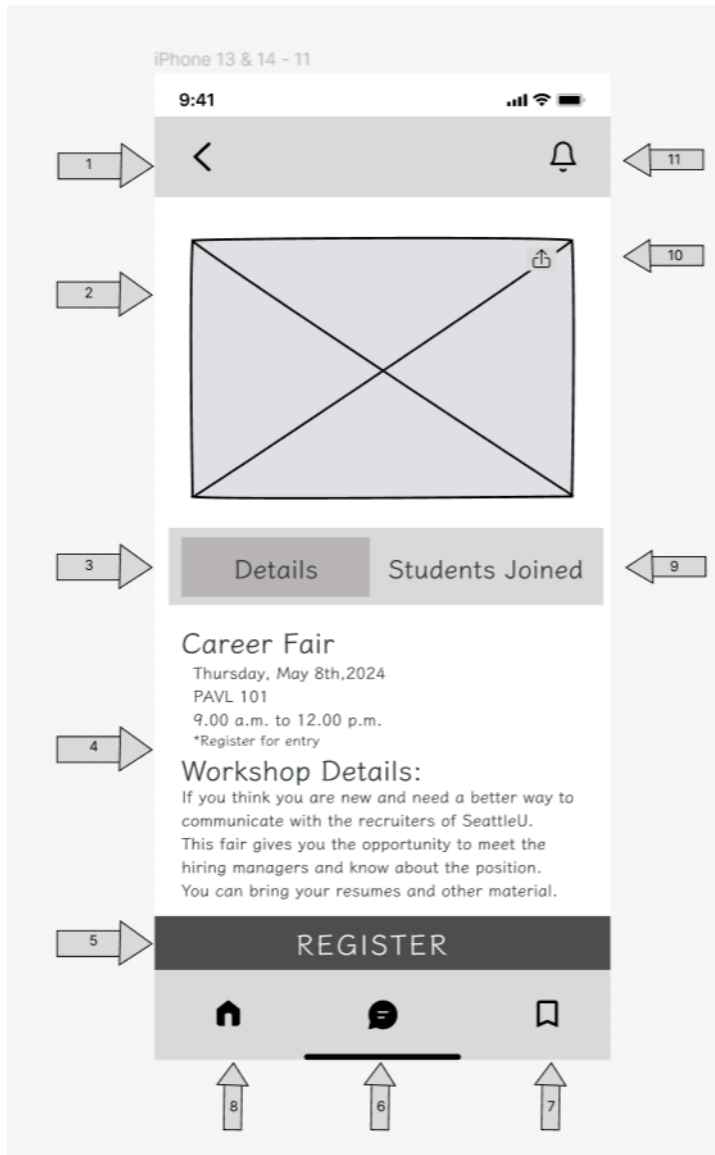 iPhone 13 & 14 - 11
9:41
1
11
10
2
3
Details
Students Joined
9
Career Fair
Thursday, May 8th,2024
PAVL 101
9.00 a.m. to 12.00 p.m.
*Register for entry
4
Workshop Details:
If you think you are new and need a better way to
communicate with the recruiters of SeattleU.
This fair gives you the opportunity to meet the
hiring managers and know about the position.
You can bring your resumes and other material.
5
REGISTER
8
6
7